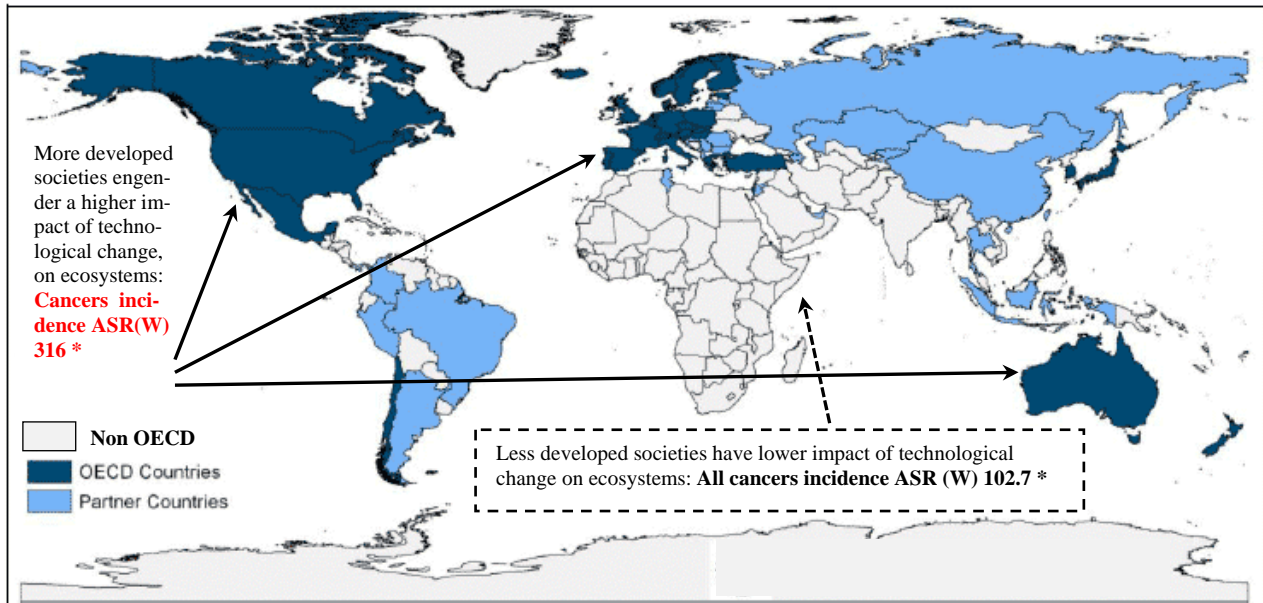 More developed
societies engen-
der a higher im-
pact of techno-
logical change,
on ecosystems:
Cancers inci-
dence ASR(W)
316 *
Non OECD
OECD Countries
Partner Countries
Less developed societies have lower impact of technological
change on ecosystems: All cancers incidence ASR (W) 102.7 *